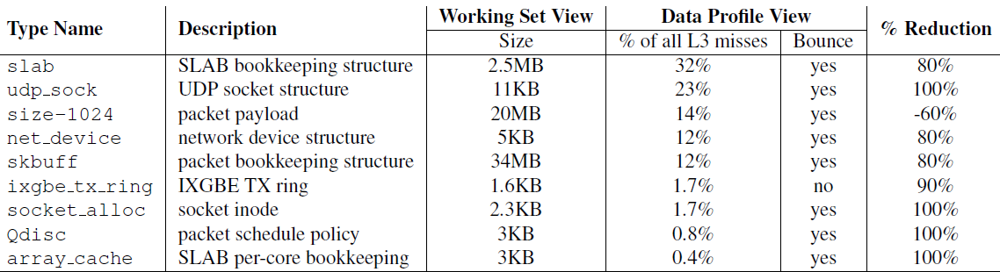 Type Name Description Working Set View Data Profile View % Reduction
Size % of all L3 misses Bounce
slab SLAB bookkeeping structure 2.5MB 32% yes 80%
udp_sock UDP socket structure 11KB 23% yes 100%
size-1024 packet payload 20MB 14% yes -60%
net_device network device structure 5KB 12% yes 80%
skbuff packet bookkeeping structure 34MB 12% yes 80%
ixgbe_tx_ring IXGBE TX ring 1.6KB 1.7% no 90%
socket_alloc socket inode 2.3KB 1.7% yes 100%
Qdisc packet schedule policy 3KB 0.8% yes 100%
array_cache SLAB per-core bookkeeping 3KB 0.4% yes 100%